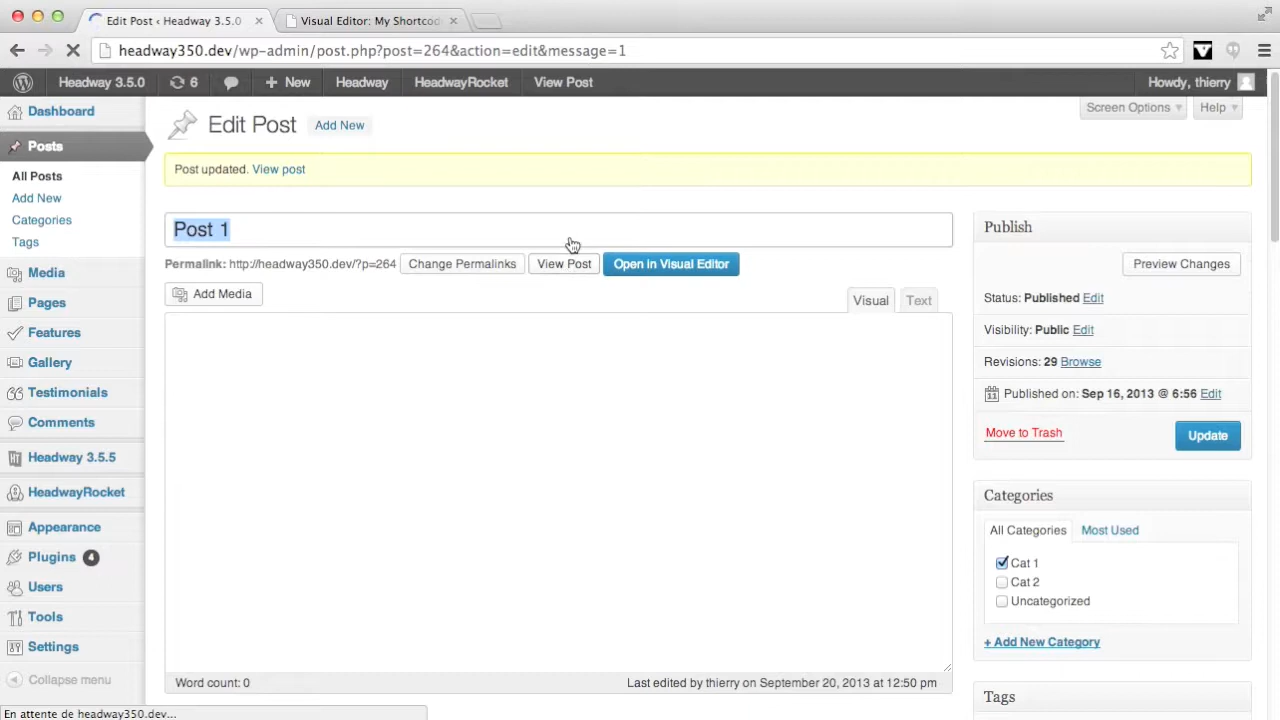 Edit Post ‹ Headway 3.5.0
Visual Editor: My Shortcod
headway350.dev/wp-admin/post.php?post=264&action=edit&message=1
Headway 3.5.0 6 + New Headway HeadwayRocket View Post Howdy, thierry
Screen Options Help
Dashboard
Posts
All Posts
Add New
Categories
Tags
Media
Pages
Features
Gallery
Testimonials
Comments
Headway 3.5.5
HeadwayRocket
Appearance
Plugins 4
Users
Tools
Settings
Collapse menu
Edit Post Add New
Post updated. View post
Post 1
Permalink: http://headway350.dev/?p=264 Change Permalinks View Post Open in Visual Editor
Add Media
Visual Text
Word count: 0 Last edited by thierry on September 20, 2013 at 12:50 pm
Publish
Preview Changes
Status: Published Edit
Visibility: Public Edit
Revisions: 29 Browse
Published on: Sep 16, 2013 @ 6:56 Edit
Move to Trash Update
Categories
All Categories Most Used
Cat 1
Cat 2
Uncategorized
+ Add New Category
Tags
En attente de headway350.dev...